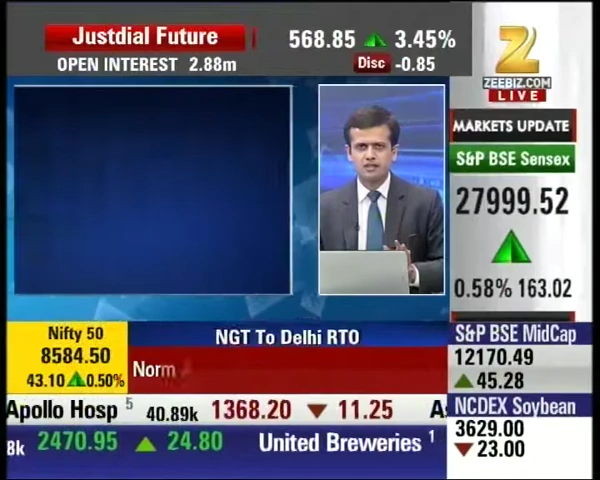 Justdial Future
568.85 ▲ 3.45%
OPEN INTEREST 2.88m
Disc -0.85
Z
ZEEBIZ.COM
LIVE
MARKETS UPDATE
S&P BSE Sensex
27999.52
▲
0.58% 163.02
Nifty 50
8584.50
43.10 ▲ 0.50%
NGT To Delhi RTO
Norm
S&P BSE MidCap
12170.49
▲ 45.28
Apollo Hosp 5 40.89k 1368.20 ▼ 11.25 As
8k 2470.95 ▲ 24.80 United Breweries 1
NCDEX Soybean
3629.00
▼ 23.00